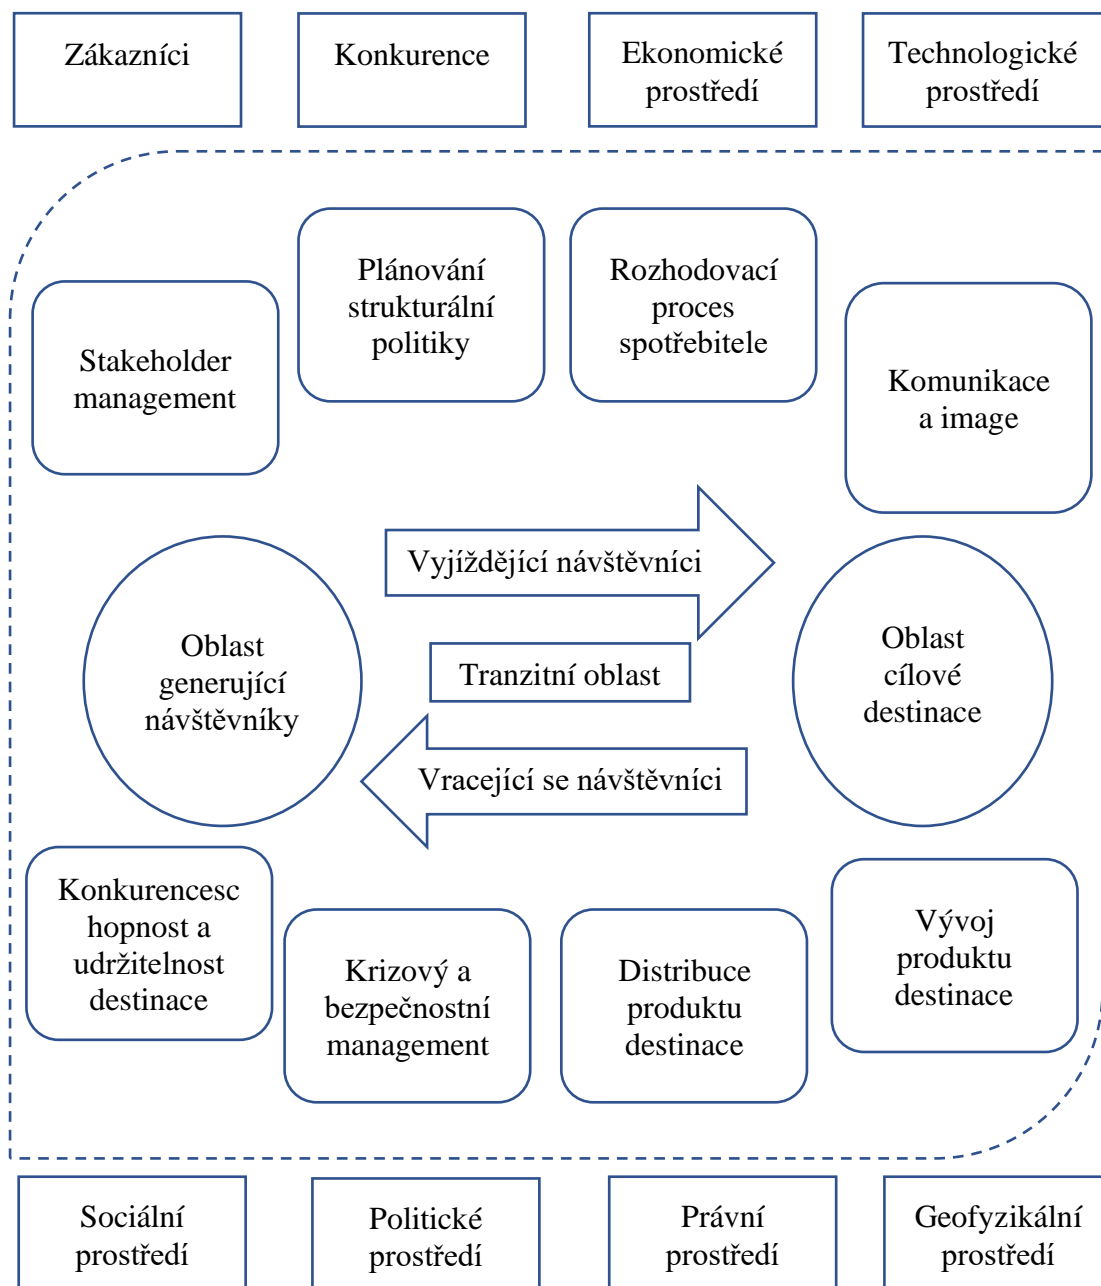 Zákazníci
Konkurence
Ekonomické
prostředí
Technologické
prostředí
Plánování
strukturální
politiky
Rozhodovací
proces
spotřebitele
Stakeholder
management
Komunikace
a image
Vyjíždějící návštěvníci
Oblast
generující
návštěvníky
Tranzitní oblast
Oblast
cílové
destinace
Vracející se návštěvníci
Konkurencesc
hopnost a
udržitelnost
destinace
Krizový a
bezpečnostní
management
Distribuce
produktu
destinace
Vývoj
produktu
destinace
Sociální
prostředí
Politické
prostředí
Právní
prostředí
Geofyzikální
prostředí